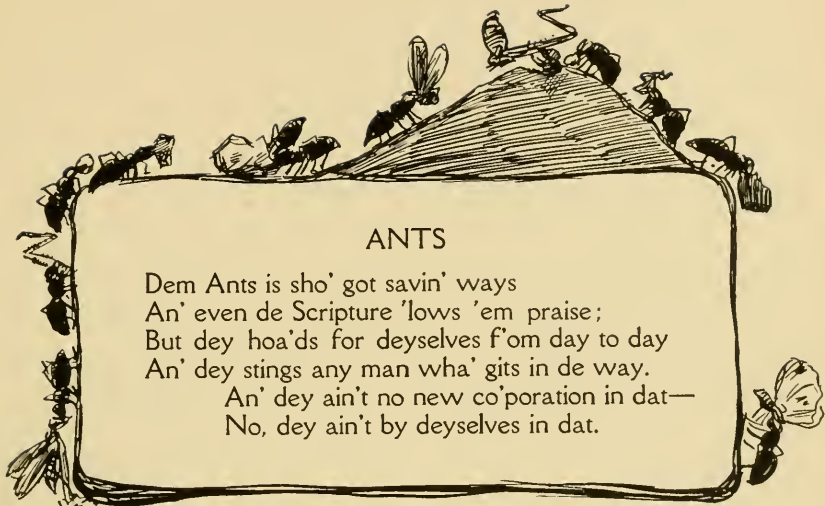 ANTS
Dem Ants is sho' got savin' ways
An' even de Scripture 'lows 'em praise;
But dey hoa'ds for deyselves f'om day to day
An' dey stings any man wha' gits in de way.
An' dey ain't no new co'poration in dat—
No, dey ain't by deyselves in dat.